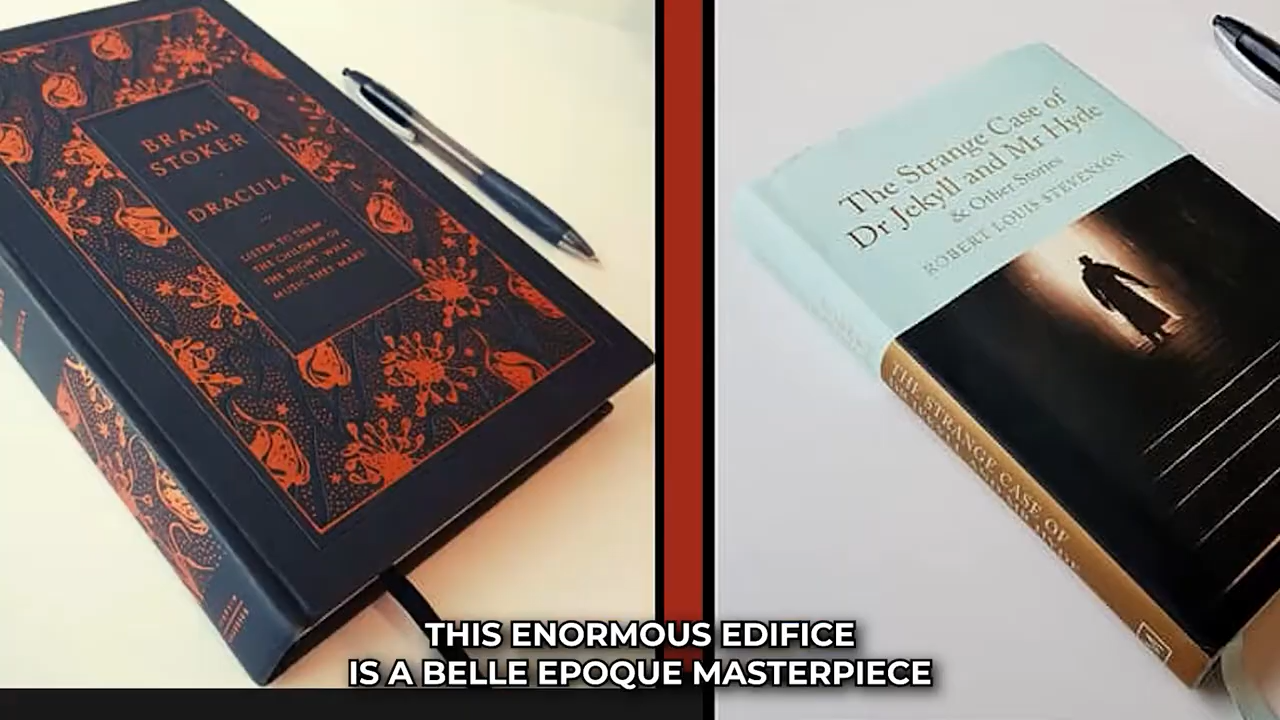 BRAM
STOKER
DRACULA
LISTEN TO THEM
THE CHILDREN OF
THE NIGHT WHAT
MUSIC THEY MAKE
The Strange Case of
Dr Jekyll and Mr Hyde
& Other Stories
ROBERT LOUIS STEVENSON
THE STRANGE CASE OF
THIS ENORMOUS EDIFICE
IS A BELLE EPOQUE MASTERPIECE